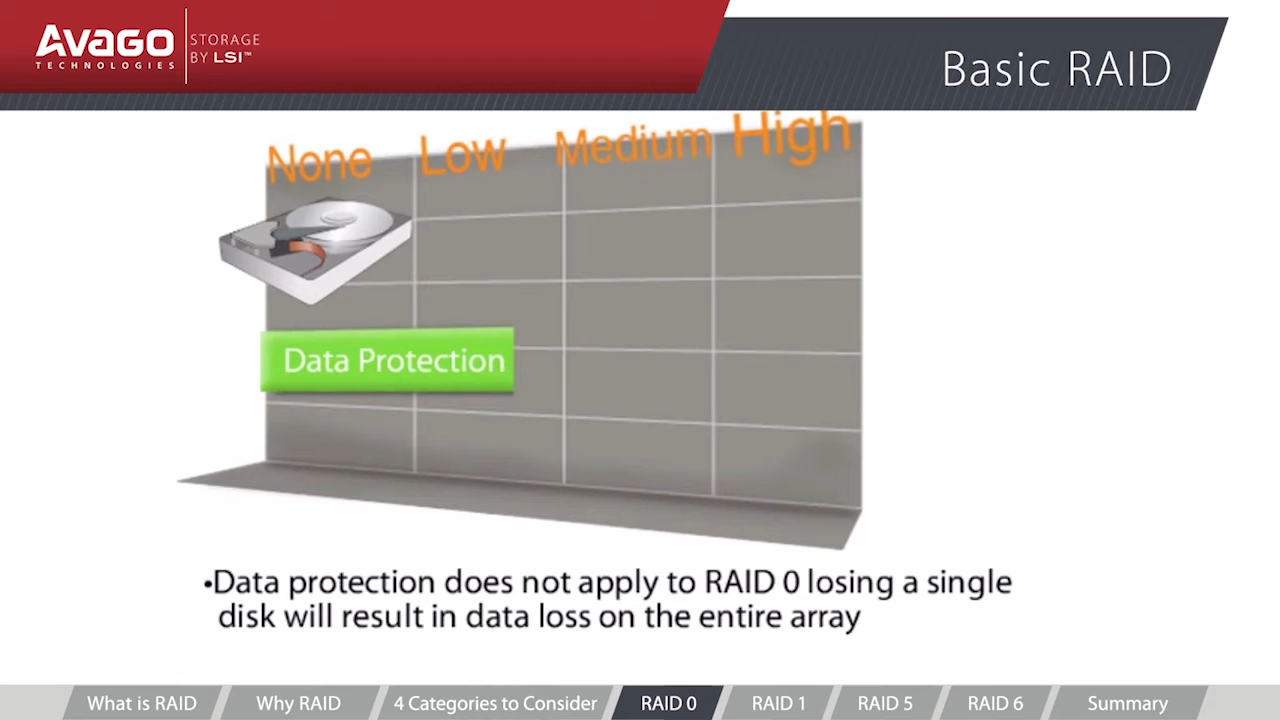 AVAGO
TECHNOLOGIES
STORAGE
BY LSI™
Basic RAID
None Low Medium High
Data Protection
•Data protection does not apply to RAID 0 losing a single
disk will result in data loss on the entire array
What is RAID Why RAID 4 Categories to Consider RAID 0 RAID 1 RAID 5 RAID 6 Summary